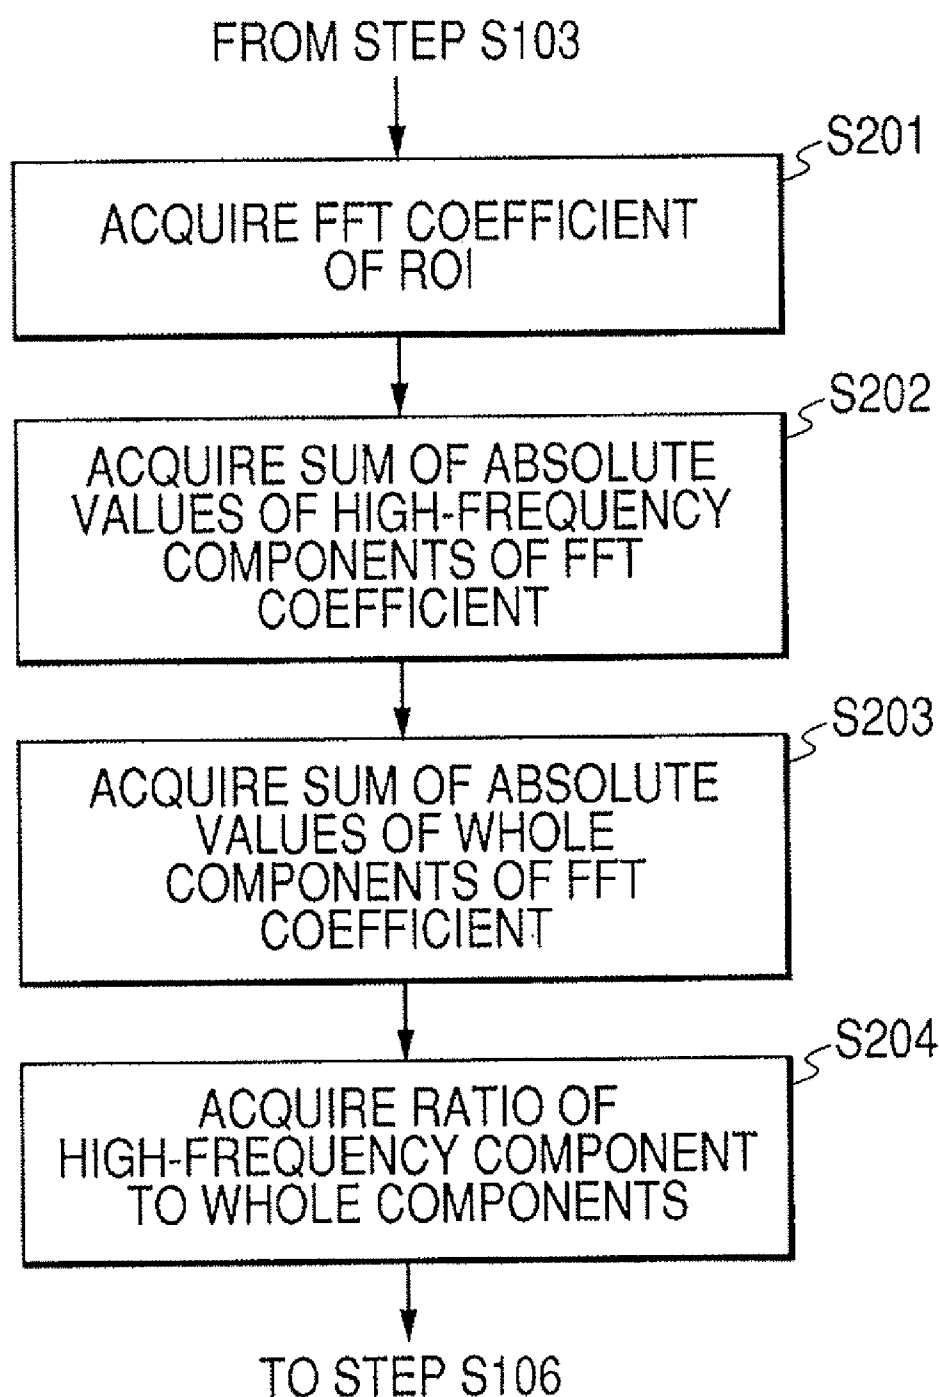 FROM STEP S103
S201
ACQUIRE FFT COEFFICIENT
OF ROI
S202
ACQUIRE SUM OF ABSOLUTE
VALUES OF HIGH-FREQUENCY
COMPONENTS OF FFT
COEFFICIENT
S203
ACQUIRE SUM OF ABSOLUTE
VALUES OF WHOLE
COMPONENTS OF FFT
COEFFICIENT
S204
ACQUIRE RATIO OF
HIGH-FREQUENCY COMPONENT
TO WHOLE COMPONENTS
TO STEP S106